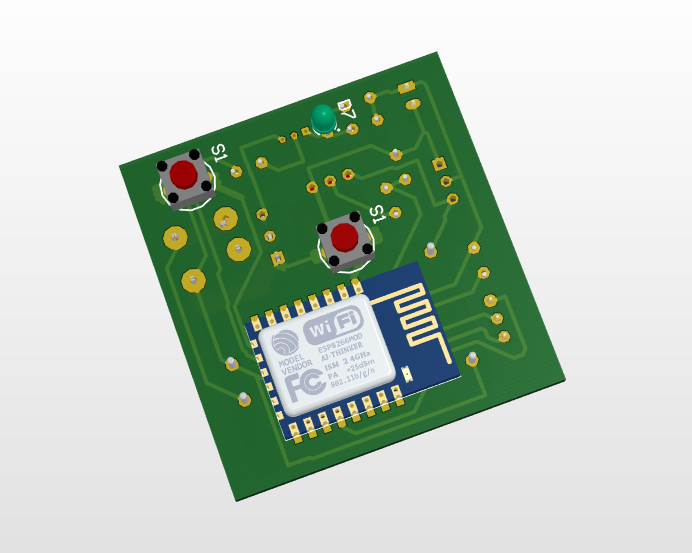 D7
S1
S1
WiFi
MODEL
VENDOR
ESP8266MOD
AI-THINKER
ISM 2.4GHz
PA +25dBm
802.11b/g/n
FC